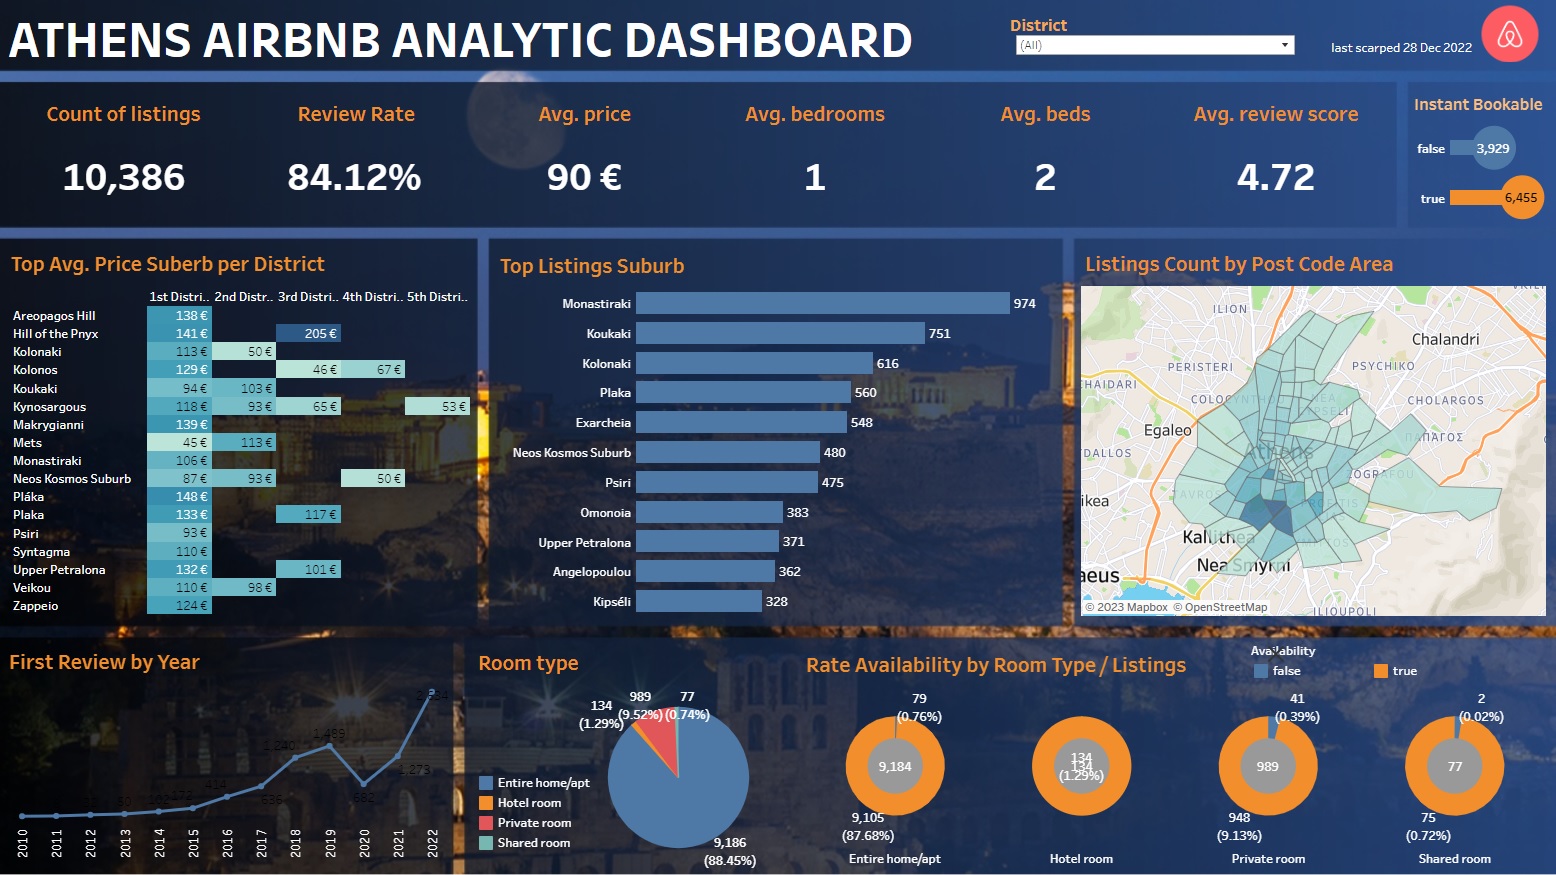 ATHENS AIRBNB ANALYTIC DASHBOARD
District
(All)
last scarped 28 Dec 2022
Count of listings
10,386
Review Rate
84.12%
Avg. price
90 €
Avg. bedrooms
1
Avg. beds
2
Avg. review score
4.72
Instant Bookable
false 3,929
true 6,455
Top Avg. Price Suberb per District
1st Distri.. 2nd Distr.. 3rd Distri.. 4th Distri.. 5th Distri..
Areopagos Hill 138 €
Hill of the Pnyx 141 € 205 €
Kolonaki 113 € 50 €
Kolonos 129 € 46 € 67 €
Koukaki 94 € 103 €
Kynosargous 118 € 93 € 65 € 53 €
Makrygianni 139 €
Mets 45 € 113 €
Monastiraki 106 €
Neos Kosmos Suburb 87 € 93 € 50 €
Pláka 148 €
Plaka 133 € 117 €
Psiri 93 €
Syntagma 110 €
Upper Petralona 132 € 101 €
Veikou 110 € 98 €
Zappeio 124 €
Top Listings Suburb
Monastiraki 974
Koukaki 751
Kolonaki 616
Plaka 560
Exarcheia 548
Neos Kosmos Suburb 480
Psiri 475
Omonoia 383
Upper Petralona 371
Angelopoulou 362
Kipséli 328
Listings Count by Post Code Area
ILION
Chalandri
PERISTERI
PSYCHIKO
HAIDARI
CHOLARGOS
Egaleo
ΠΑΠΑΓΟΣ
DALLOS
Athens
ZOGRAFOU
ikea
TAVROS
Kallithea
Nea Smyrni
aeus
ILIOUPOLI
© 2023 Mapbox © OpenStreetMap
First Review by Year
1,240
1,489
414
636
682
1,273
2010 2011 2012 2013 2014 2015 2016 2017 2018 2019 2020 2021 2022
Room type
134
(1.29%)
989
(9.52%)
77
(0.74%)
9,186
(88.45%)
Entire home/apt
Hotel room
Private room
Shared room
Rate Availability by Room Type / Listings
Availability
false
true
79
(0.76%)
9,184
9,105
(87.68%)
Entire home/apt
134
134
(1.29%)
Hotel room
41
(0.39%)
989
948
(9.13%)
Private room
2
(0.02%)
77
75
(0.72%)
Shared room